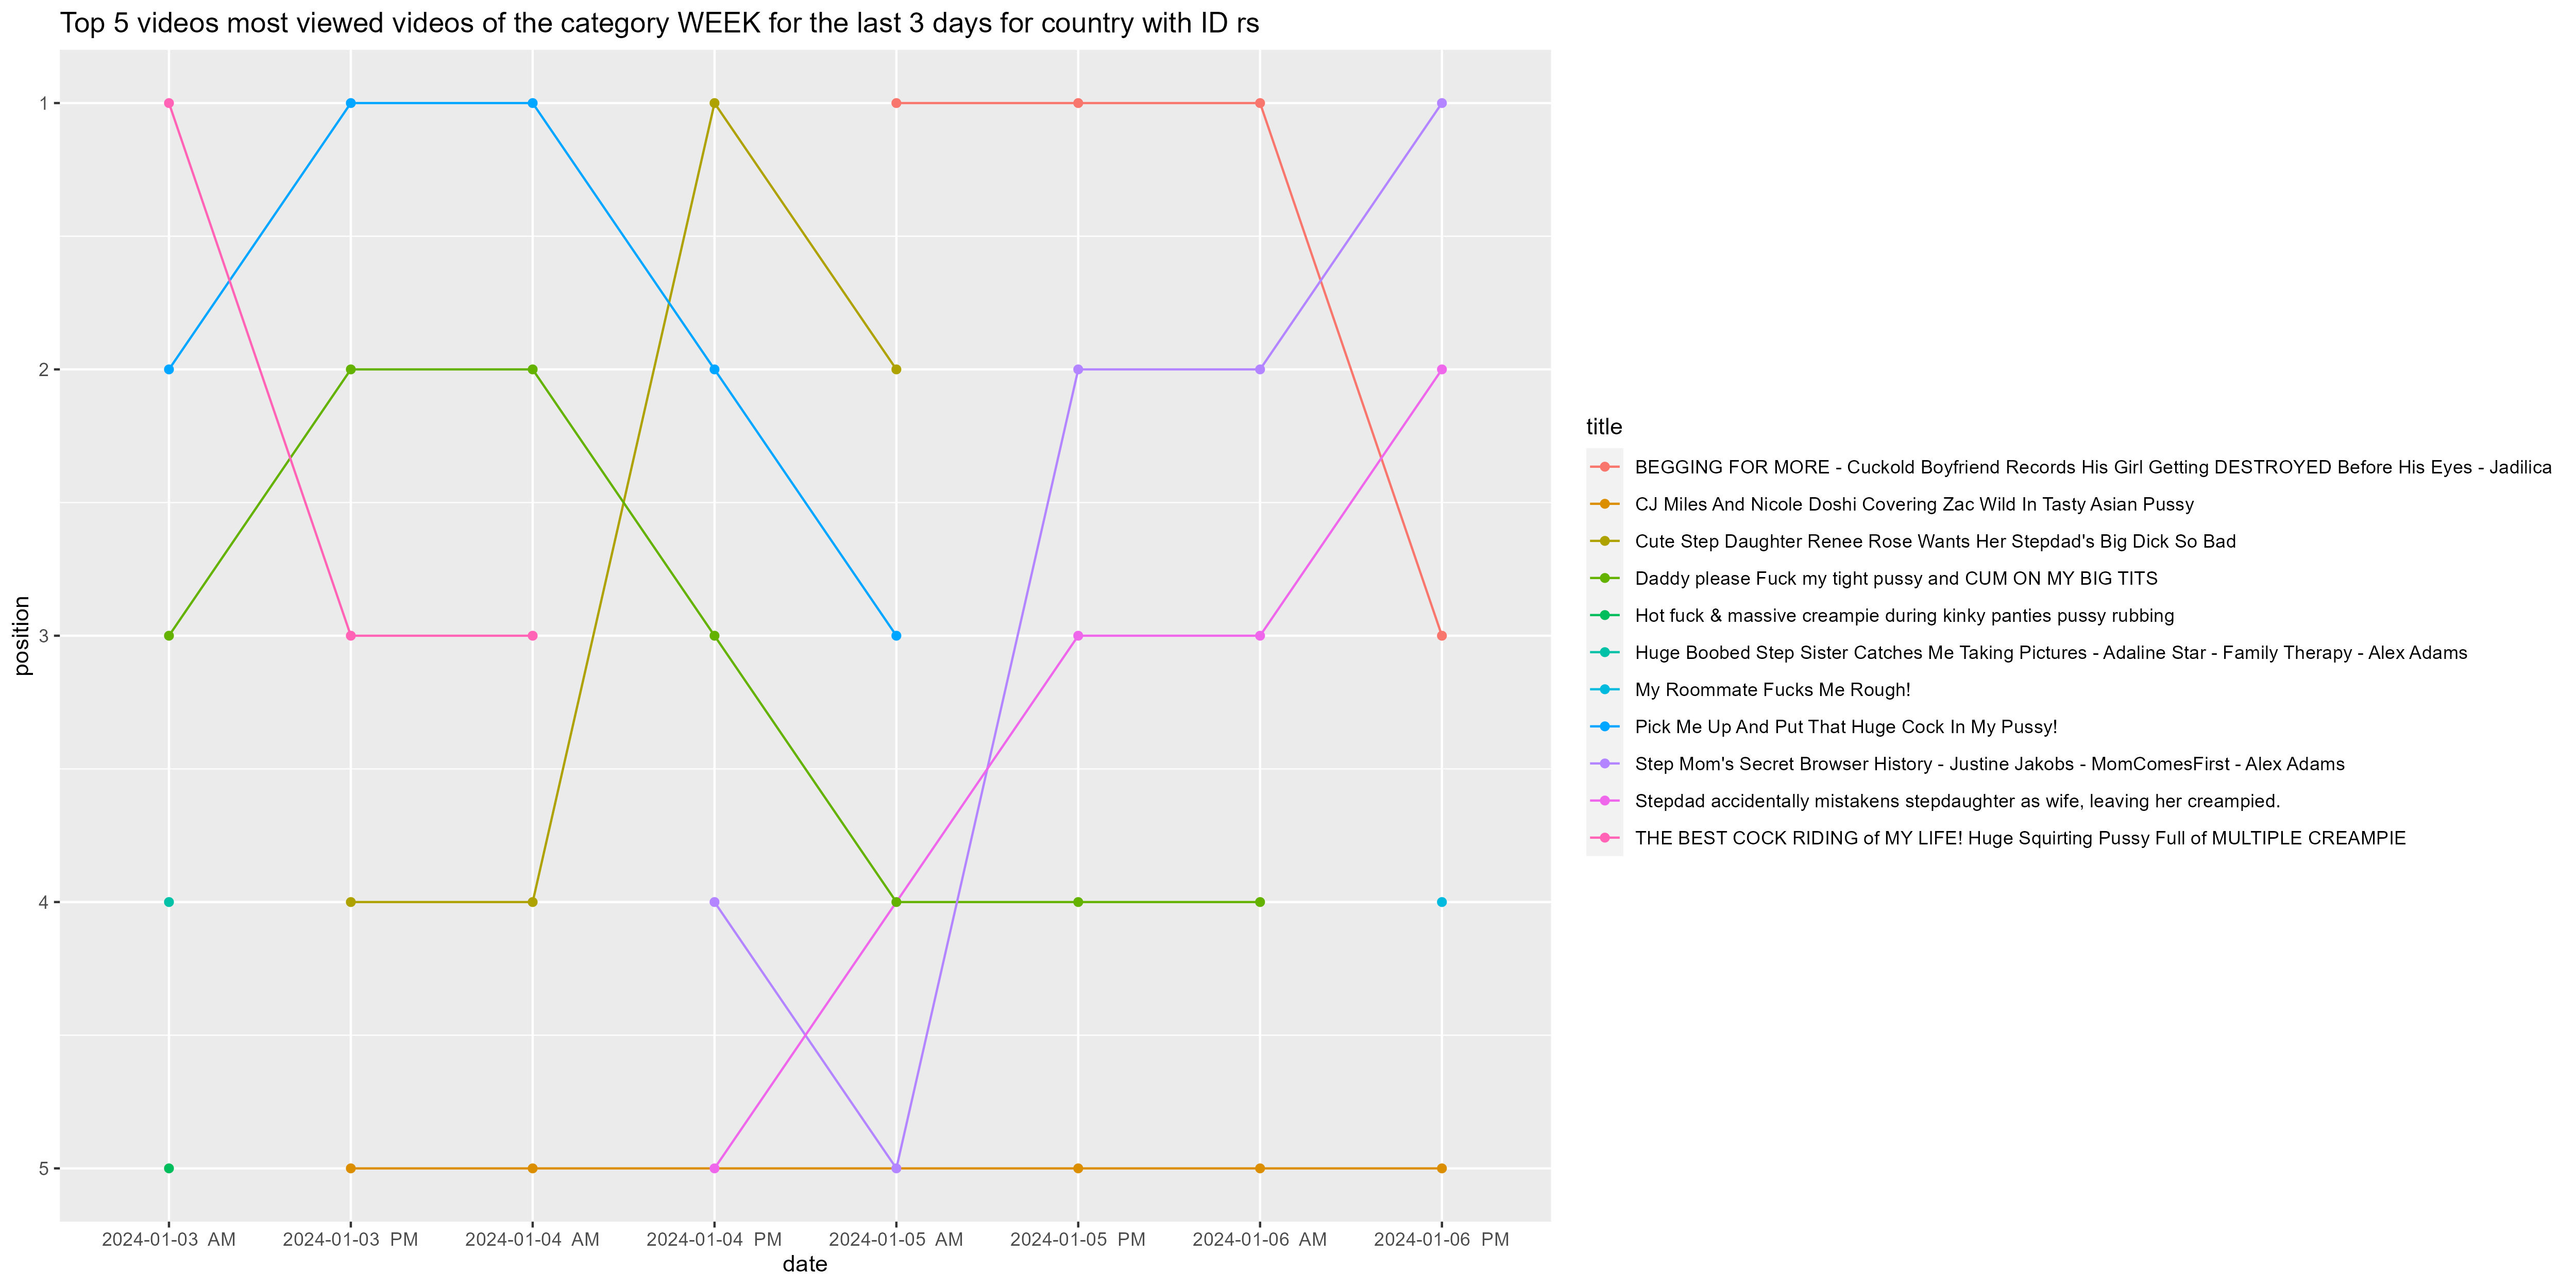 Top 5 videos most viewed videos of the category WEEK for the last 3 days for country with ID rs
position
1
2
3
4
5
2024-01-03 AM
2024-01-03 PM
2024-01-04 AM
2024-01-04 PM
2024-01-05 AM
2024-01-05 PM
2024-01-06 AM
2024-01-06 PM
date
title
BEGGING FOR MORE - Cuckold Boyfriend Records His Girl Getting DESTROYED Before His Eyes - Jadilica
CJ Miles And Nicole Doshi Covering Zac Wild In Tasty Asian Pussy
Cute Step Daughter Renee Rose Wants Her Stepdad's Big Dick So Bad
Daddy please Fuck my tight pussy and CUM ON MY BIG TITS
Hot fuck & massive creampie during kinky panties pussy rubbing
Huge Boobed Step Sister Catches Me Taking Pictures - Adaline Star - Family Therapy - Alex Adams
My Roommate Fucks Me Rough!
Pick Me Up And Put That Huge Cock In My Pussy!
Step Mom's Secret Browser History - Justine Jakobs - MomComesFirst - Alex Adams
Stepdad accidentally mistakens stepdaughter as wife, leaving her creampied.
THE BEST COCK RIDING of MY LIFE! Huge Squirting Pussy Full of MULTIPLE CREAMPIE